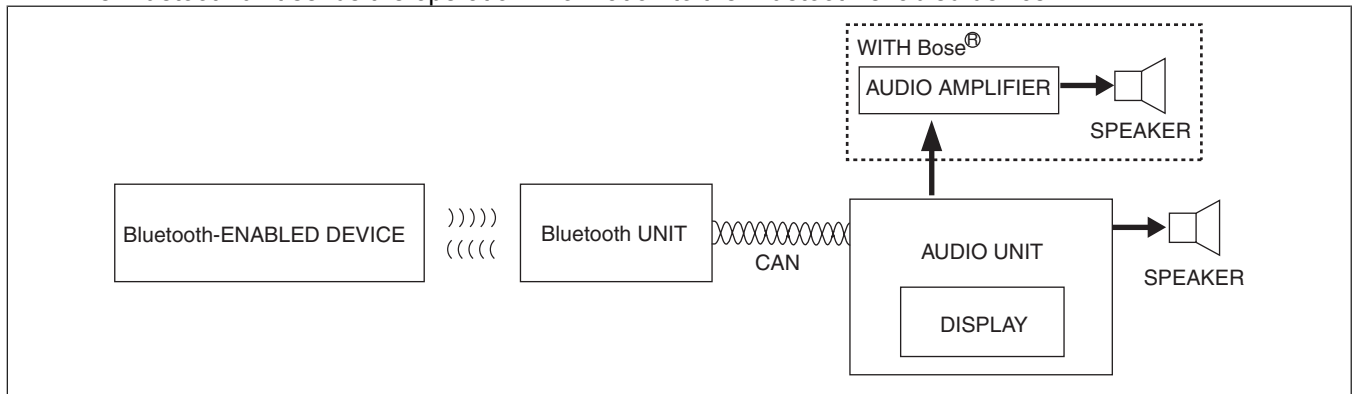 WITH Bose®
AUDIO AMPLIFIER
SPEAKER
Bluetooth-ENABLED DEVICE
)))))
(((((
Bluetooth UNIT
CAN
AUDIO UNIT
DISPLAY
SPEAKER